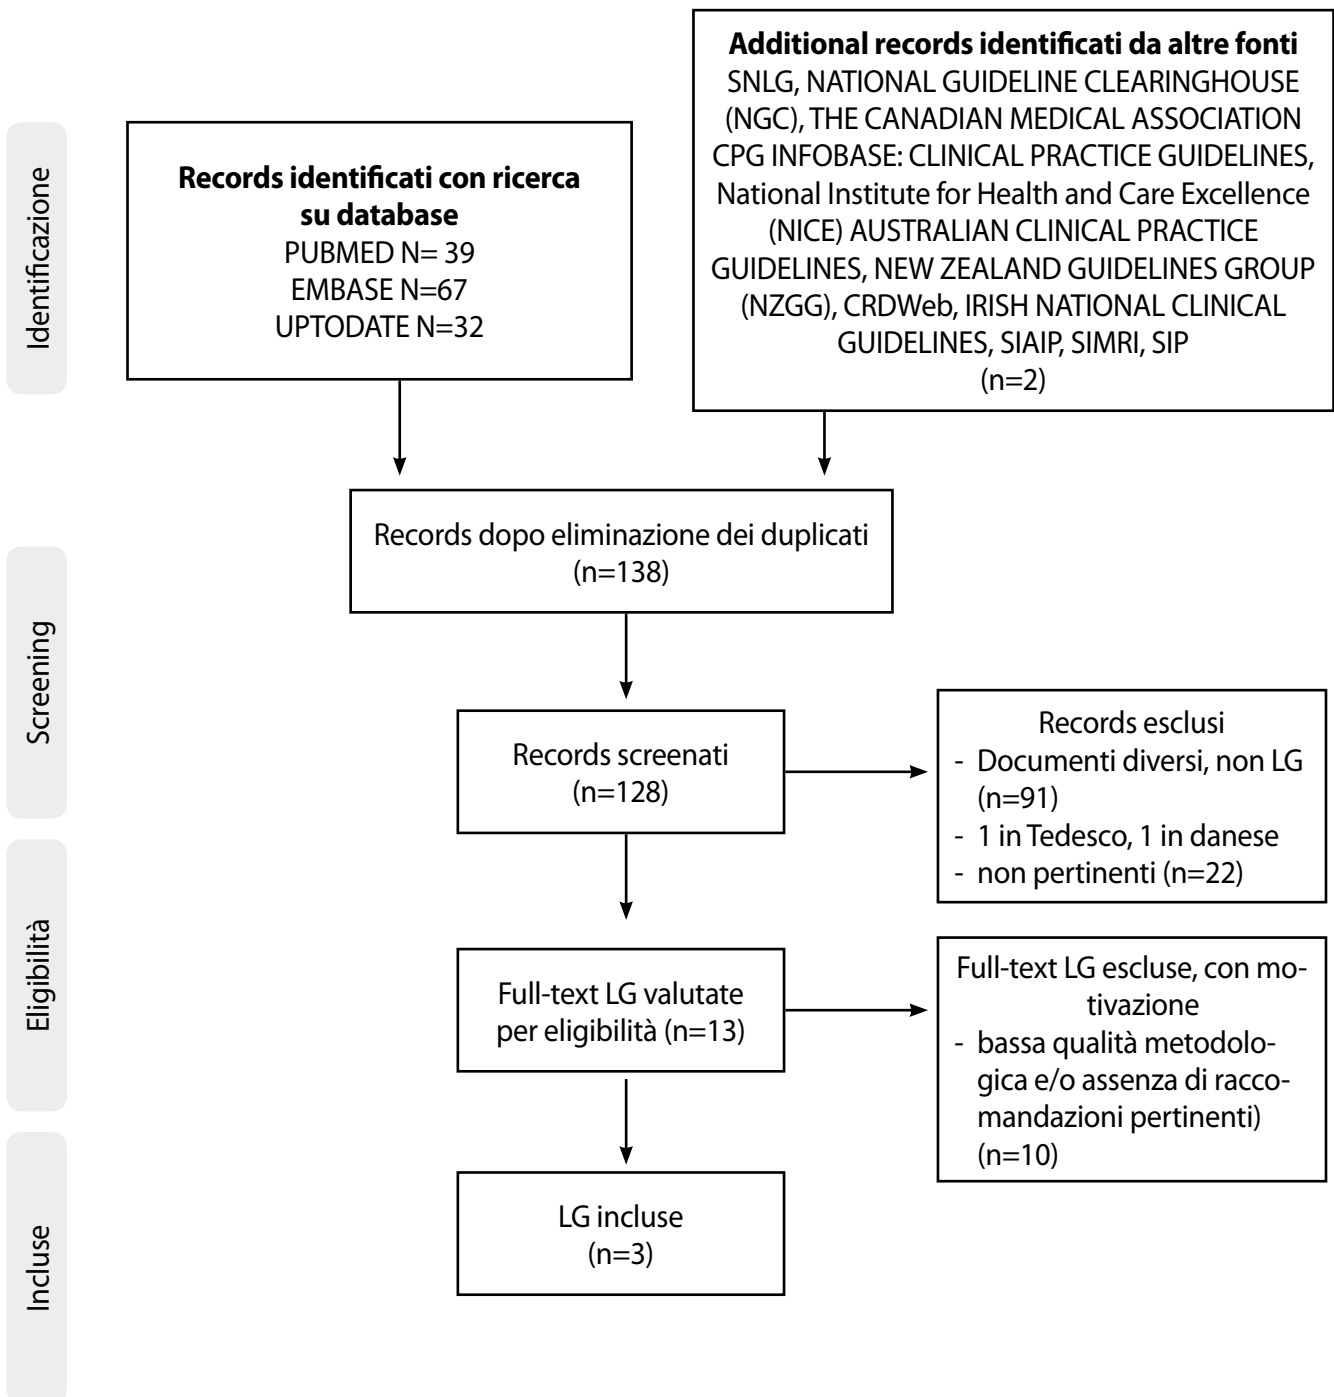 Identificazione
Records identificati con ricerca
su database
PUBMED N= 39
EMBASE N=67
UPTODATE N=32
Additional records identificati da altre fonti
SNLG, NATIONAL GUIDELINE CLEARINGHOUSE
(NGC), THE CANADIAN MEDICAL ASSOCIATION
CPG INFOBASE: CLINICAL PRACTICE GUIDELINES,
National Institute for Health and Care Excellence
(NICE) AUSTRALIAN CLINICAL PRACTICE
GUIDELINES, NEW ZEALAND GUIDELINES GROUP
(NZGG), CRDWeb, IRISH NATIONAL CLINICAL
GUIDELINES, SIAIP, SIMRI, SIP
(n=2)
Records dopo eliminazione dei duplicati
(n=138)
Screening
Records screenati
(n=128)
Records esclusi
- Documenti diversi, non LG
(n=91)
- 1 in Tedesco, 1 in danese
- non pertinenti (n=22)
Eligibilità
Full-text LG valutate
per eligibilità (n=13)
Full-text LG escluse, con mo-
tivazione
- bassa qualità metodolo-
gica e/o assenza di racco-
mandazioni pertinenti)
(n=10)
Incluse
LG incluse
(n=3)